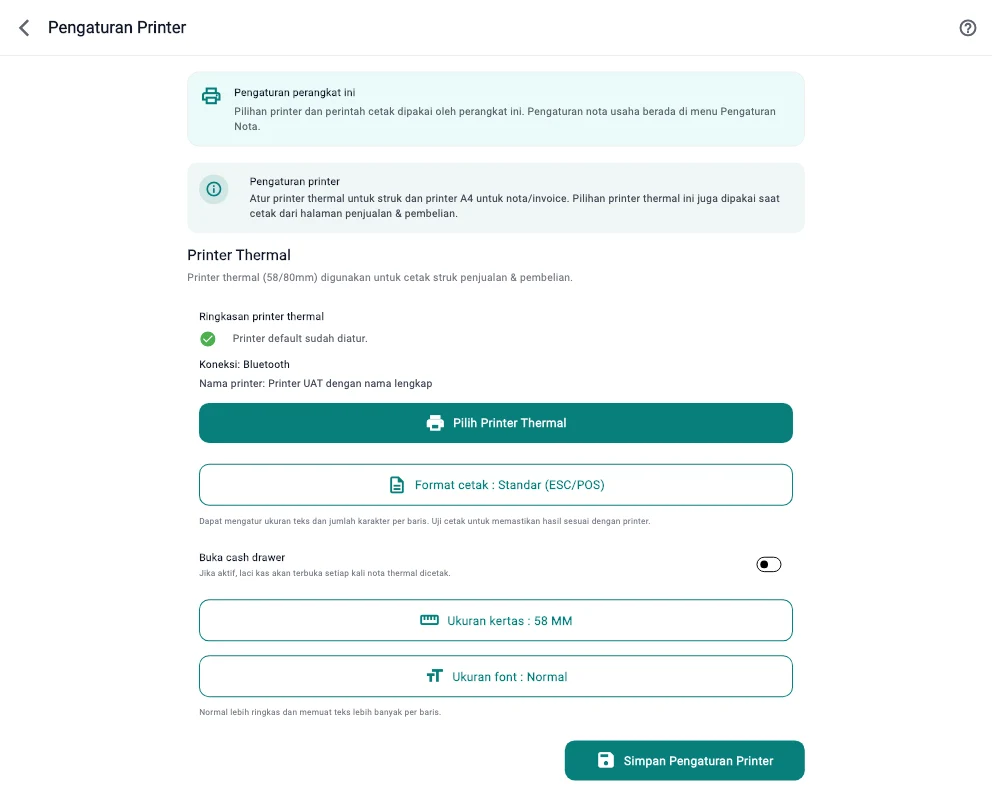 Pengaturan Printer
Pengaturan perangkat ini
Pilihan printer dan perintah cetak dipakai oleh perangkat ini. Pengaturan nota usaha berada di menu Pengaturan
Nota.
Pengaturan printer
Atur printer thermal untuk struk dan printer A4 untuk nota/invoice. Pilihan printer thermal ini juga dipakai saat
cetak dari halaman penjualan & pembelian.
Printer Thermal
Printer thermal (58/80mm) digunakan untuk cetak struk penjualan & pembelian.
Ringkasan printer thermal
Printer default sudah diatur.
Koneksi: Bluetooth
Nama printer: Printer UAT dengan nama lengkap
Pilih Printer Thermal
Format cetak : Standar (ESC/POS)
Dapat mengatur ukuran teks dan jumlah karakter per baris. Uji cetak untuk memastikan hasil sesuai dengan printer.
Buka cash drawer
Jika aktif, laci kas akan terbuka setiap kali nota thermal dicetak.
Ukuran kertas : 58 MM
Ukuran font : Normal
Normal lebih ringkas dan memuat teks lebih banyak per baris.
Simpan Pengaturan Printer